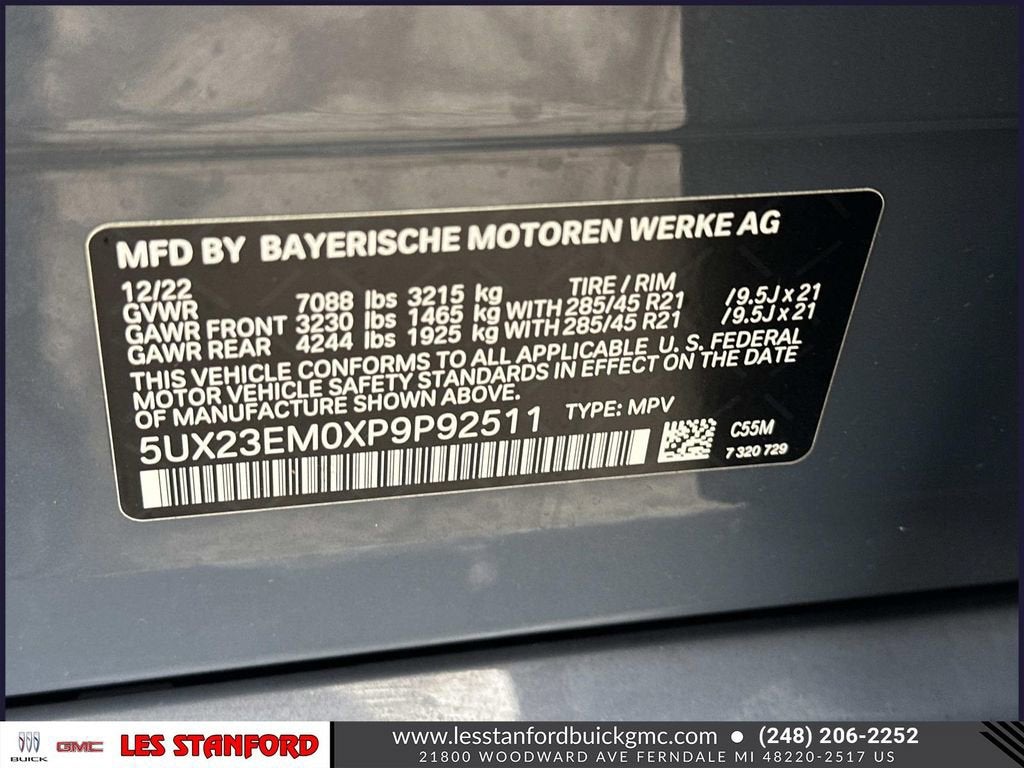 MFD BY BAYERISCHE MOTOREN WERKE AG
12/22 TIRE / RIM
GVWR 7088 lbs 3215 kg
GAWR FRONT 3230 lbs 1465 kg WITH 285/45 R21 /9.5J x 21
GAWR REAR 4244 lbs 1925 kg WITH 285/45 R21 /9.5J x 21
THIS VEHICLE CONFORMS TO ALL APPLICABLE U. S. FEDERAL
MOTOR VEHICLE SAFETY STANDARDS IN EFFECT ON THE DATE
OF MANUFACTURE SHOWN ABOVE.
5UX23EM0XP9P92511 TYPE: MPV
C55M
7 320 729
BUICK GMC LES STANFORD
www.lesstanfordbuickgmc.com • (248) 206-2252
21800 WOODWARD AVE FERNDALE MI 48220-2517 US